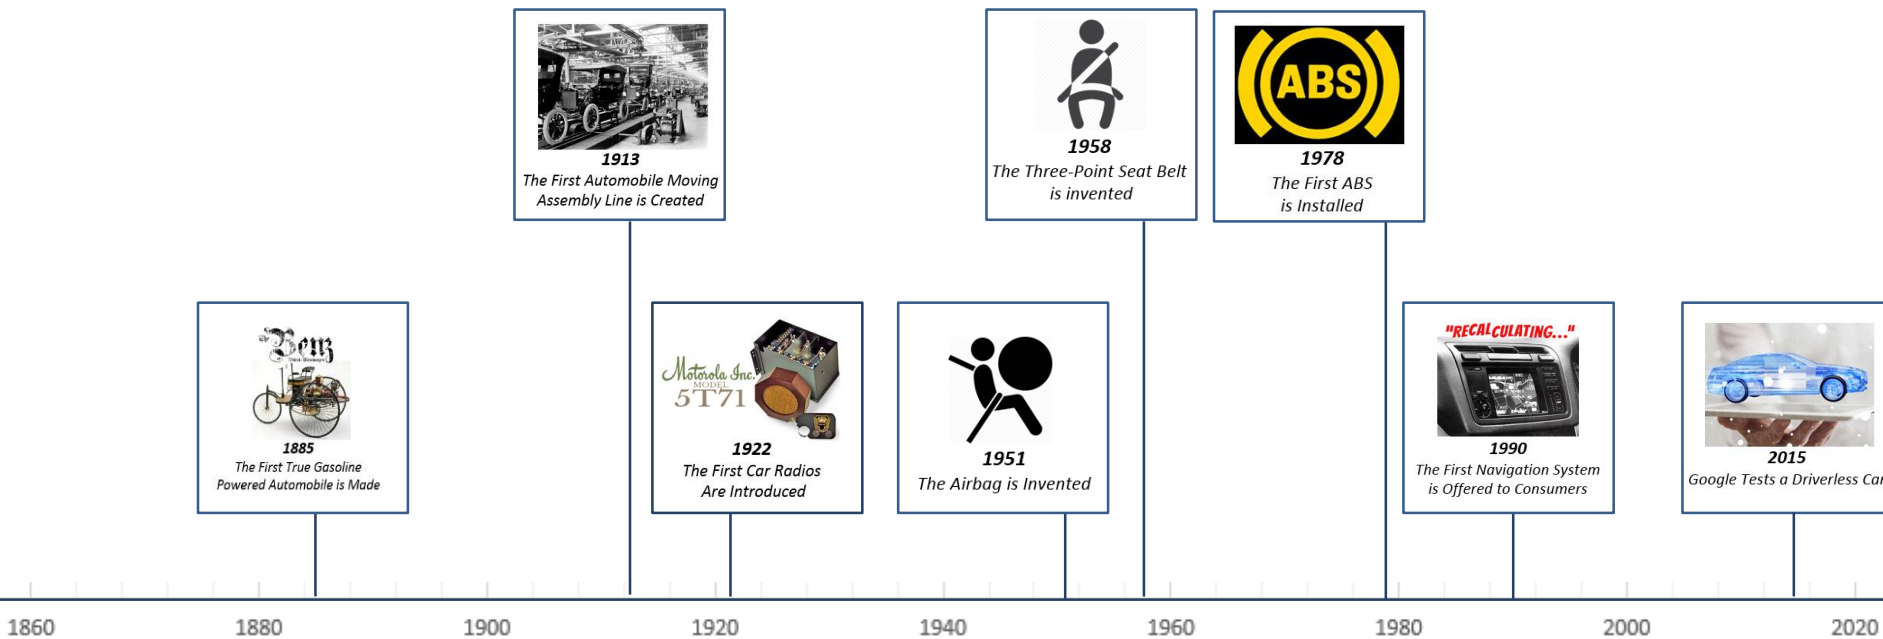 1913
The First Automobile Moving
Assembly Line is Created
1958
The Three-Point Seat Belt
is invented
ABS
1978
The First ABS
is Installed
Benz
1885
The First True Gasoline
Powered Automobile is Made
Motorola Inc.
MODEL
5T71
1922
The First Car Radios
Are Introduced
1951
The Airbag is Invented
"RECALCULATING..."
1990
The First Navigation System
is Offered to Consumers
2015
Google Tests a Driverless Car
1860
1880
1900
1920
1940
1960
1980
2000
2020